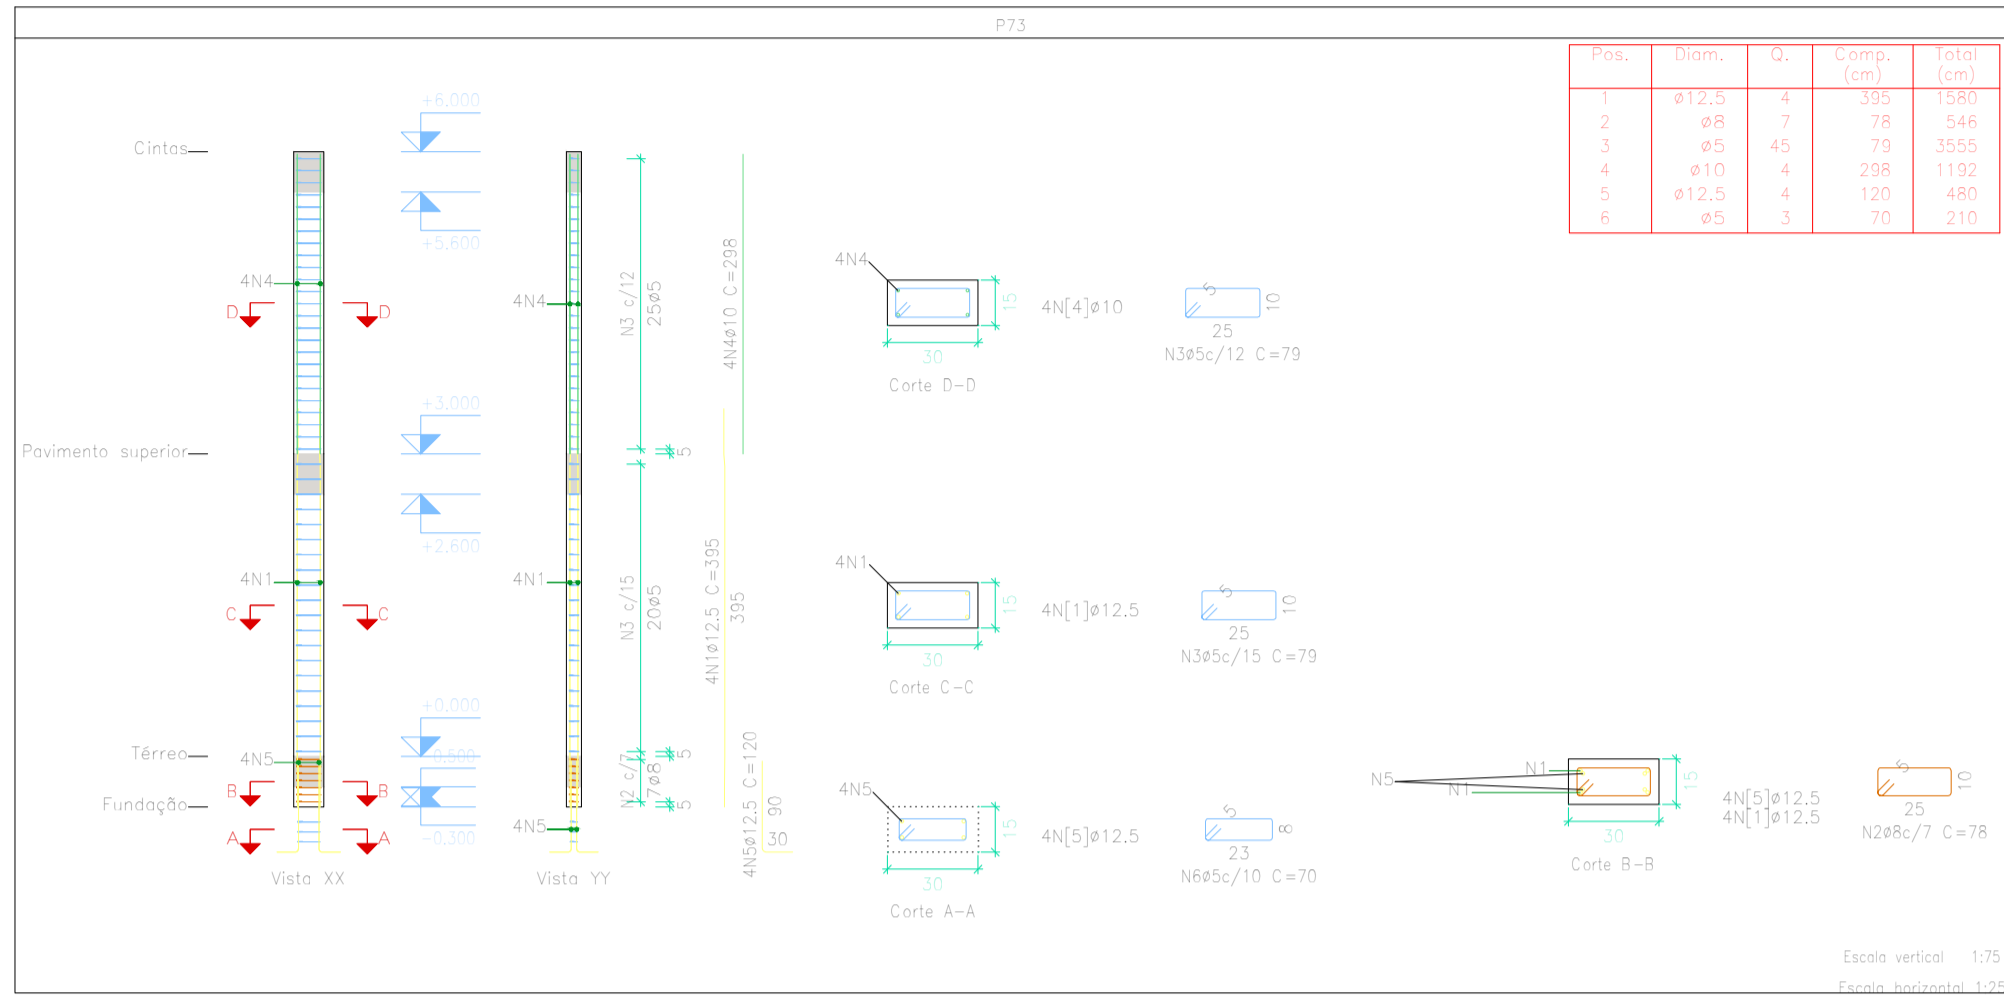 P73
Pos. Diam. Q. Comp. (cm) Total (cm)
1 ø12.5 4 395 1580
2 ø8 7 78 546
3 ø5 45 79 3555
4 ø10 4 298 1192
5 ø12.5 4 120 480
6 ø5 3 70 210
Cintas
+6.000
+5.600
4N4
D D
4N4
N3 c/12
25ø5
4N4ø10 C=298
4N4
15
30
4N[4]ø10
Corte D-D
5
10
25
N3ø5c/12 C=79
Pavimento superior
+3.000
+2.600
5
4N1
C C
4N1
N3 c/15
20ø5
4N1ø12.5 C=395
395
4N1
15
30
4N[1]ø12.5
Corte C-C
5
10
25
N3ø5c/15 C=79
Térreo
+0.000
-0.500
-0.300
5
4N5
B B
Fundação
N2 c/7
7ø8
5
A A
4N5
Vista XX
Vista YY
4N5ø12.5 C=120
90
30
4N5
15
30
4N[5]ø12.5
Corte A-A
5
8
23
N6ø5c/10 C=70
N5
N1
N1
15
30
4N[5]ø12.5
4N[1]ø12.5
Corte B-B
5
10
25
N2ø8c/7 C=78
Escala vertical 1:75
Escala horizontal 1:25